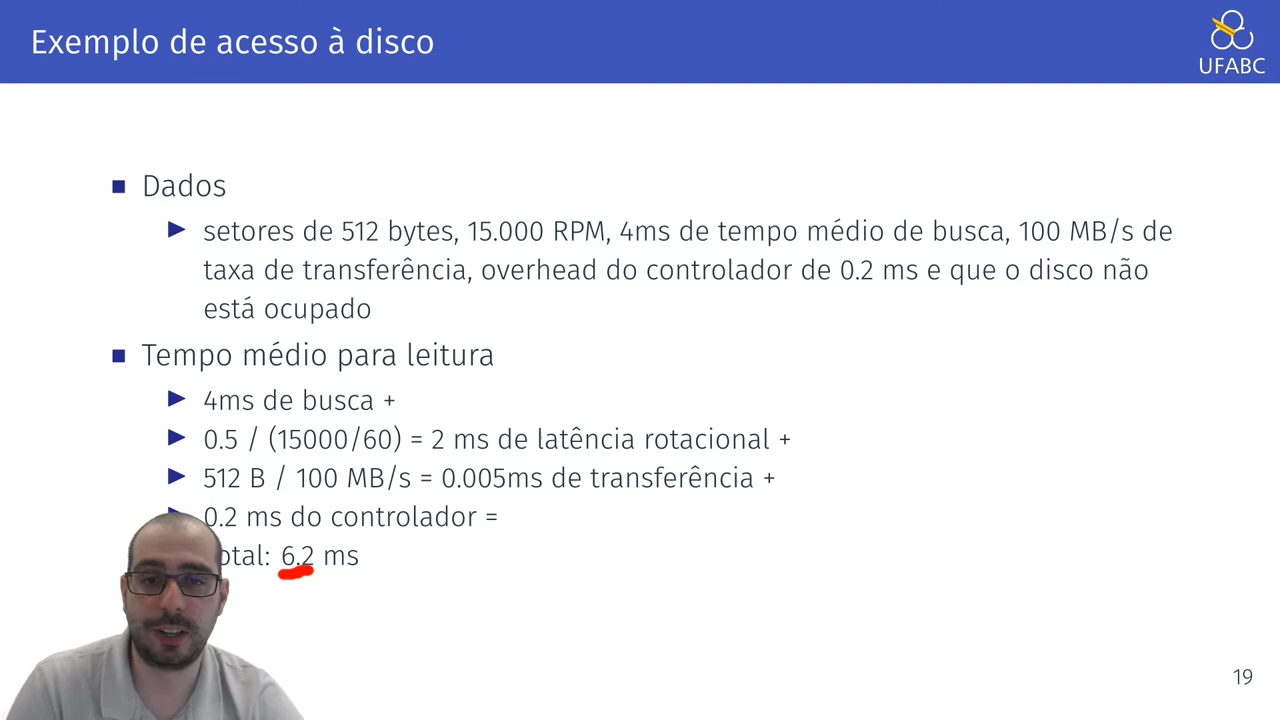 Exemplo de acesso à disco
UFABC
Dados
setores de 512 bytes, 15.000 RPM, 4ms de tempo médio de busca, 100 MB/s de
taxa de transferência, overhead do controlador de 0.2 ms e que o disco não
está ocupado
Tempo médio para leitura
4ms de busca +
0.5 / (15000/60) = 2 ms de latência rotacional +
512 B / 100 MB/s = 0.005ms de transferência +
0.2 ms do controlador =
otal: 6.2 ms
19